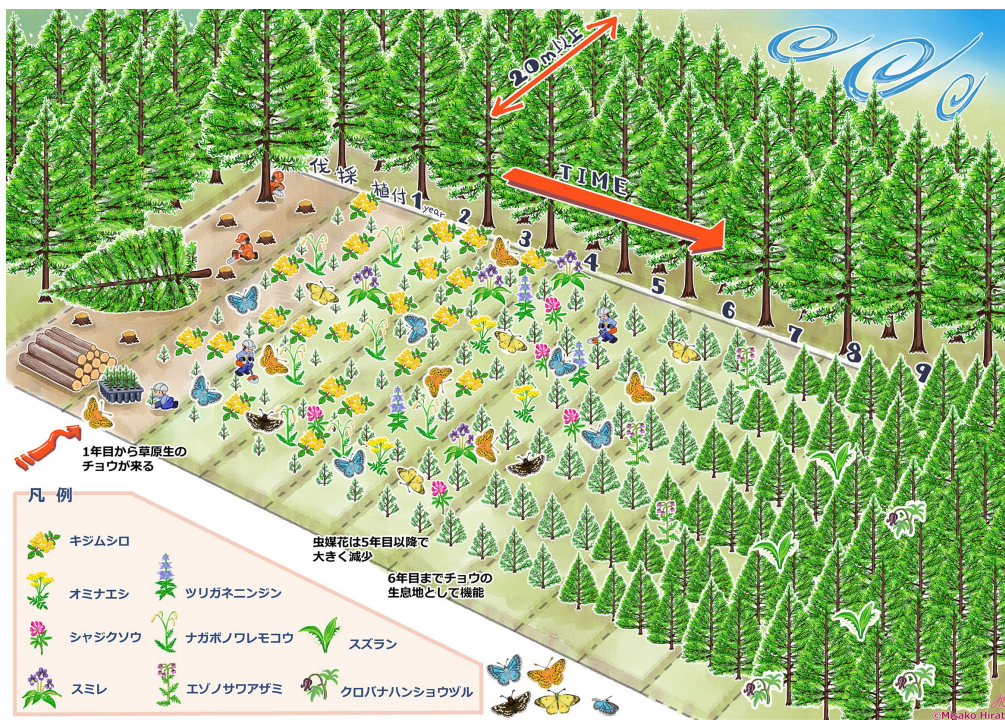 20m以上
TIME
伐採
植付
1 year
2
3
4
5
6
7
8
9
1年目から草原生の
チョウが来る
虫媒花は5年目以降で
大きく減少
6年目までチョウの
生息地として機能
凡 例
キジムシロ
オミナエシ
ツリガネニンジン
シャジクソウ
ナガボノワレモコウ
スズラン
スミレ
エゾノサワアザミ
クロバナハンショウヅル
©Misako